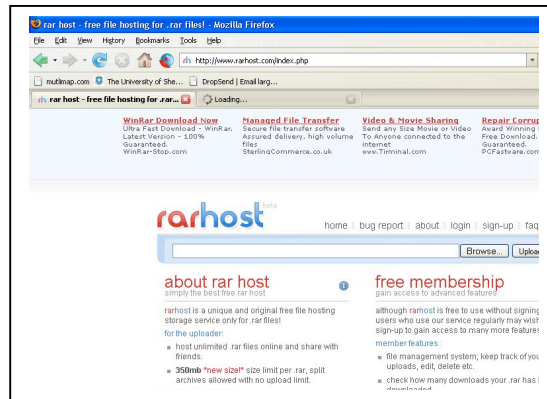 rar host - free file hosting for .rar files! - Mozilla Firefox
File Edit View History Bookmarks Tools Help
http://www.rarhost.com/index.php
mutlimap.com The University of She... DropSend | Email larg...
rar host - free file hosting for .rar... Loading...
WinRar Download Now
Ultra Fast Download - WinRar.
Latest Version - 100%
Guaranteed.
WinRar-Stop.com
Managed File Transfer
Secure file transfer software
Assured delivery, high volume
files
SterlingCommerce.co.uk
Video & Movie Sharing
Send any Size Movie or Video
To Anyone connected to the
internet
www.Tirminal.com
Repair Corrup
Award Winning
Free Download.
Guaranteed.
PCFastware.com
rarhost beta
home bug report about login sign-up faq
Browse... Uploa
about rar host
simply the best free rar host
rarhost is a unique and original free file hosting
storage service only for .rar files!
for the uploader:
host unlimited .rar files online and share with
friends.
350mb *new size!* size limit per .rar, split
archives allowed with no upload limit.
free membership
gain access to advanced features
although rarhost is free to use without signing
users who use our service regularly may wish
sign-up to gain access to many more features
member features :
file management system; keep track of you
uploads, edit, delete etc.
check how many downloads your .rar has
downloaded